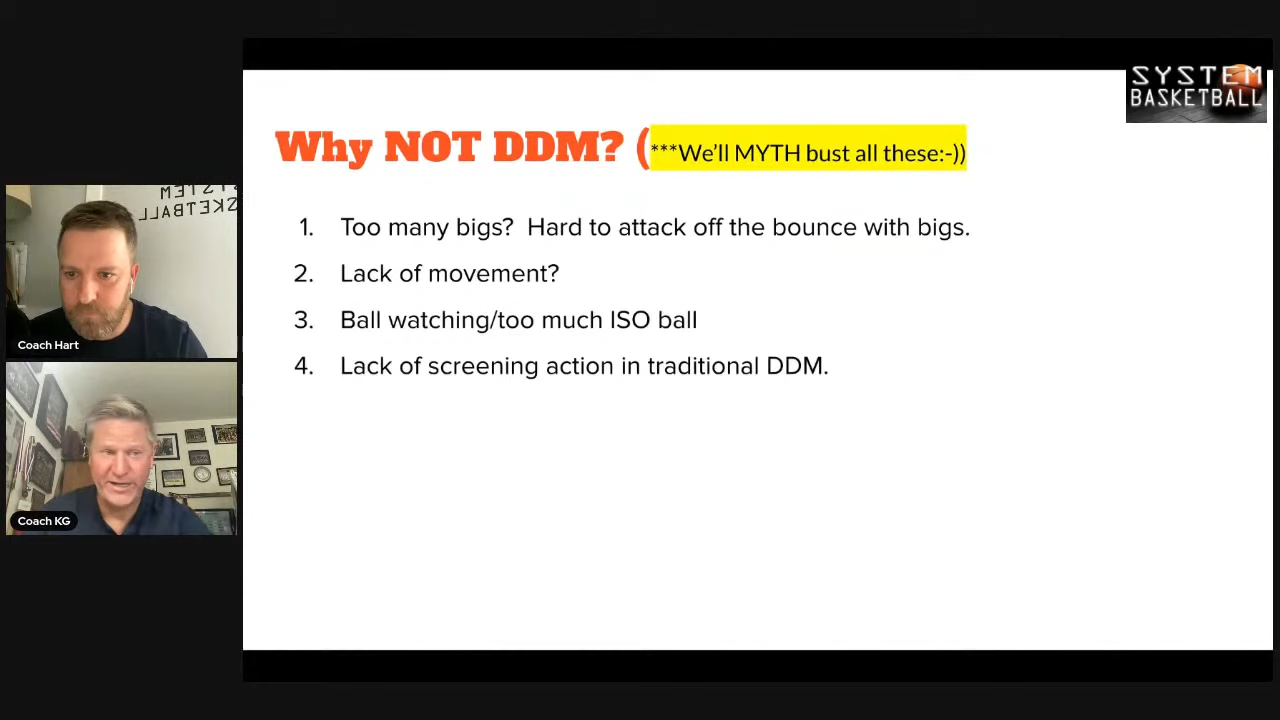 SYSTEM
BASKETBALL
Why NOT DDM? (***We'll MYTH bust all these:-))
1. Too many bigs? Hard to attack off the bounce with bigs.
2. Lack of movement?
3. Ball watching/too much ISO ball
4. Lack of screening action in traditional DDM.
Coach Hart
Coach KG